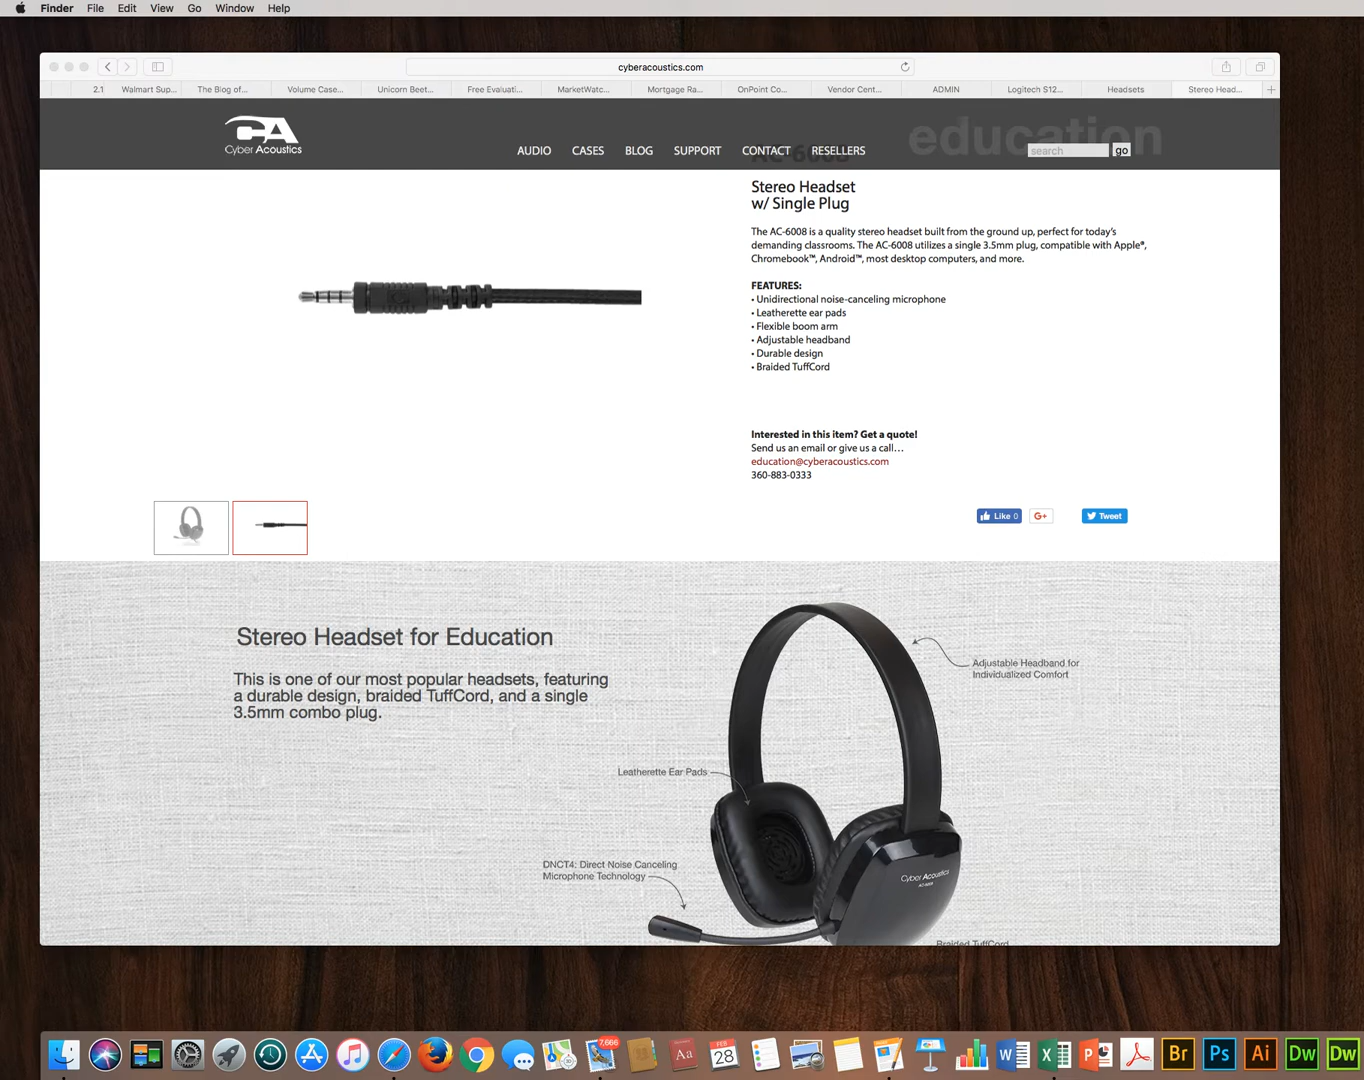 Finder File Edit View Go Window Help
cyberacoustics.com
2.1 Walmart Sup... The Blog of... Volume Case... Unicorn Beet... Free Evaluati... MarketWatc... Mortgage Ra... OnPoint Co... Vendor Cent... ADMIN Logitech S12... Headsets Stereo Head...
CA
Cyber Acoustics
education
AUDIO CASES BLOG SUPPORT CONTACT RESELLERS
search go
AC-6008
Stereo Headset
w/ Single Plug
The AC-6008 is a quality stereo headset built from the ground up, perfect for today's
demanding classrooms. The AC-6008 utilizes a single 3.5mm plug, compatible with Apple®,
Chromebook™, Android™, most desktop computers, and more.
FEATURES:
• Unidirectional noise-canceling microphone
• Leatherette ear pads
• Flexible boom arm
• Adjustable headband
• Durable design
• Braided TuffCord
Interested in this item? Get a quote!
Send us an email or give us a call...
education@cyberacoustics.com
360-883-0333
Like 0 G+ Tweet
Stereo Headset for Education
This is one of our most popular headsets, featuring
a durable design, braided TuffCord, and a single
3.5mm combo plug.
Adjustable Headband for
Individualized Comfort
Leatherette Ear Pads
DNCT4: Direct Noise Canceling
Microphone Technology
Cyber Acoustics
AC-6008
Braided TuffCord
7,666
Aa
FEB
28
W X P Br Ps Ai Dw Dw